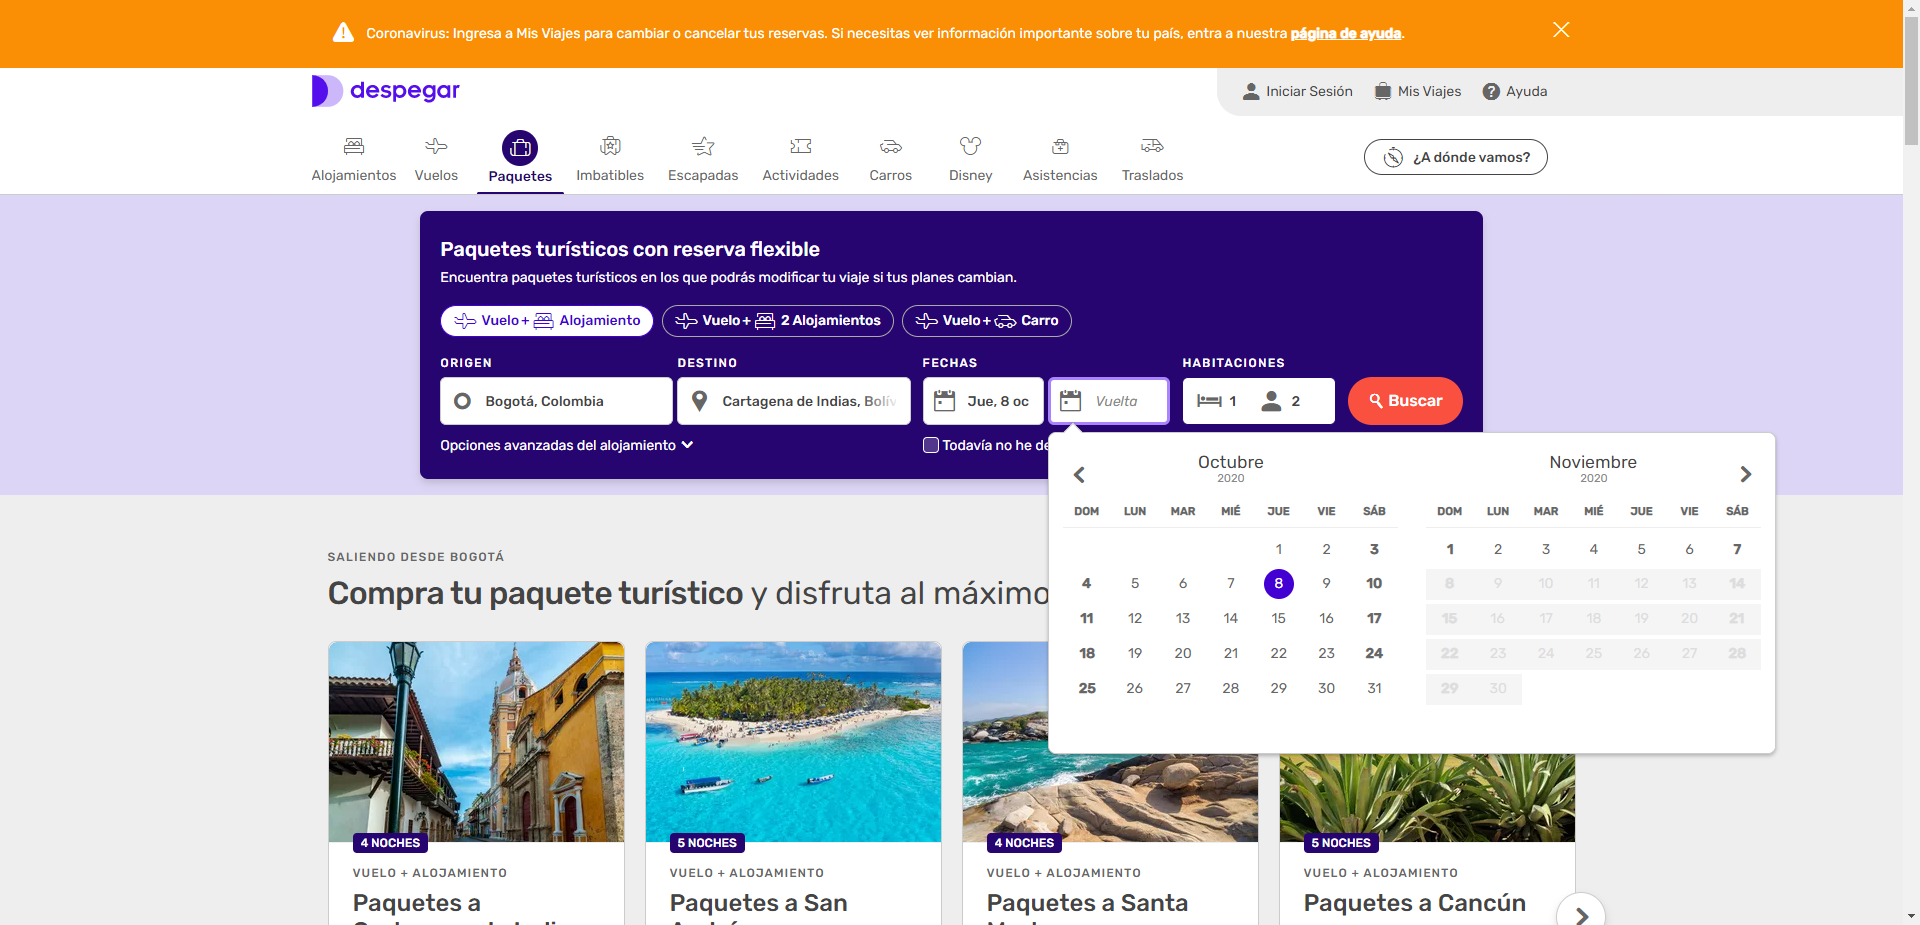 Coronavirus: Ingresa a Mis Viajes para cambiar o cancelar tus reservas. Si necesitas ver información importante sobre tu país, entra a nuestra página de ayuda.
despegar
Iniciar Sesión
Mis Viajes
Ayuda
Alojamientos
Vuelos
Paquetes
Imbatibles
Escapadas
Actividades
Carros
Disney
Asistencias
Traslados
¿A dónde vamos?
Paquetes turísticos con reserva flexible
Encuentra paquetes turísticos en los que podrás modificar tu viaje si tus planes cambian.
Vuelo + Alojamiento
Vuelo + 2 Alojamientos
Vuelo + Carro
ORIGEN
DESTINO
FECHAS
HABITACIONES
Bogotá, Colombia
Cartagena de Indias, Bolív
Jue, 8 oc
Vuelta
1
2
Buscar
Opciones avanzadas del alojamiento
Todavía no he de
Octubre
2020
DOM LUN MAR MIÉ JUE VIE SÁB
1 2 3
4 5 6 7 8 9 10
11 12 13 14 15 16 17
18 19 20 21 22 23 24
25 26 27 28 29 30 31
Noviembre
2020
DOM LUN MAR MIÉ JUE VIE SÁB
1 2 3 4 5 6 7
8 9 10 11 12 13 14
15 16 17 18 19 20 21
22 23 24 25 26 27 28
29 30
SALIENDO DESDE BOGOTÁ
Compra tu paquete turístico y disfruta al máximo
4 NOCHES
VUELO + ALOJAMIENTO
Paquetes a
5 NOCHES
VUELO + ALOJAMIENTO
Paquetes a San
4 NOCHES
VUELO + ALOJAMIENTO
Paquetes a Santa
5 NOCHES
VUELO + ALOJAMIENTO
Paquetes a Cancún